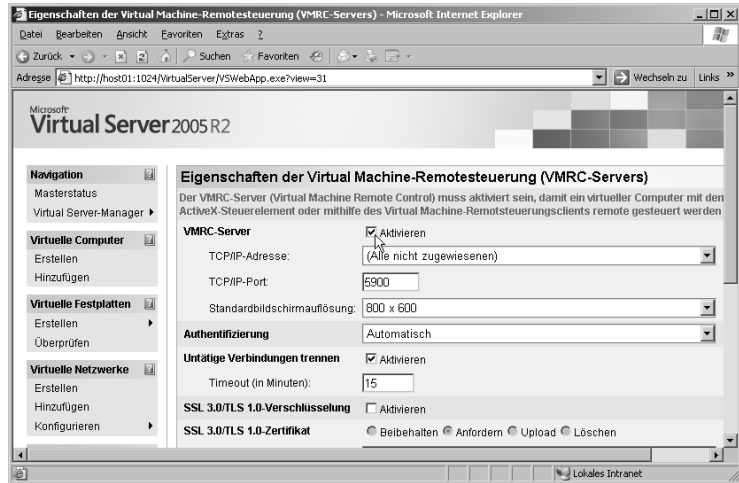 Eigenschaften der Virtual Machine-Remotesteuerung (VMRC-Servers) - Microsoft Internet Explorer
Datei Bearbeiten Ansicht Favoriten Extras ?
Zurück Suchen Favoriten
Adresse http://host01:1024/VirtualServer/VSWebApp.exe?view=31 Wechseln zu Links »
Microsoft
Virtual Server 2005 R2
Navigation
Masterstatus
Virtual Server-Manager
Virtuelle Computer
Erstellen
Hinzufügen
Virtuelle Festplatten
Erstellen
Überprüfen
Virtuelle Netzwerke
Erstellen
Hinzufügen
Konfigurieren
Eigenschaften der Virtual Machine-Remotesteuerung (VMRC-Servers)
Der VMRC-Server (Virtual Machine Remote Control) muss aktiviert sein, damit ein virtueller Computer mit den
ActiveX-Steuerelement oder mithilfe des Virtual Machine-Remotsteuerungsclients remote gesteuert werden
VMRC-Server Aktivieren
TCP/IP-Adresse: (Alle nicht zugewiesenen)
TCP/IP-Port: 5900
Standardbildschirmauflösung: 800 x 600
Authentifizierung Automatisch
Untätige Verbindungen trennen Aktivieren
Timeout (in Minuten): 15
SSL 3.0/TLS 1.0-Verschlüsselung Aktivieren
SSL 3.0/TLS 1.0-Zertifikat Beibehalten Anfordern Upload Löschen
Lokales Intranet